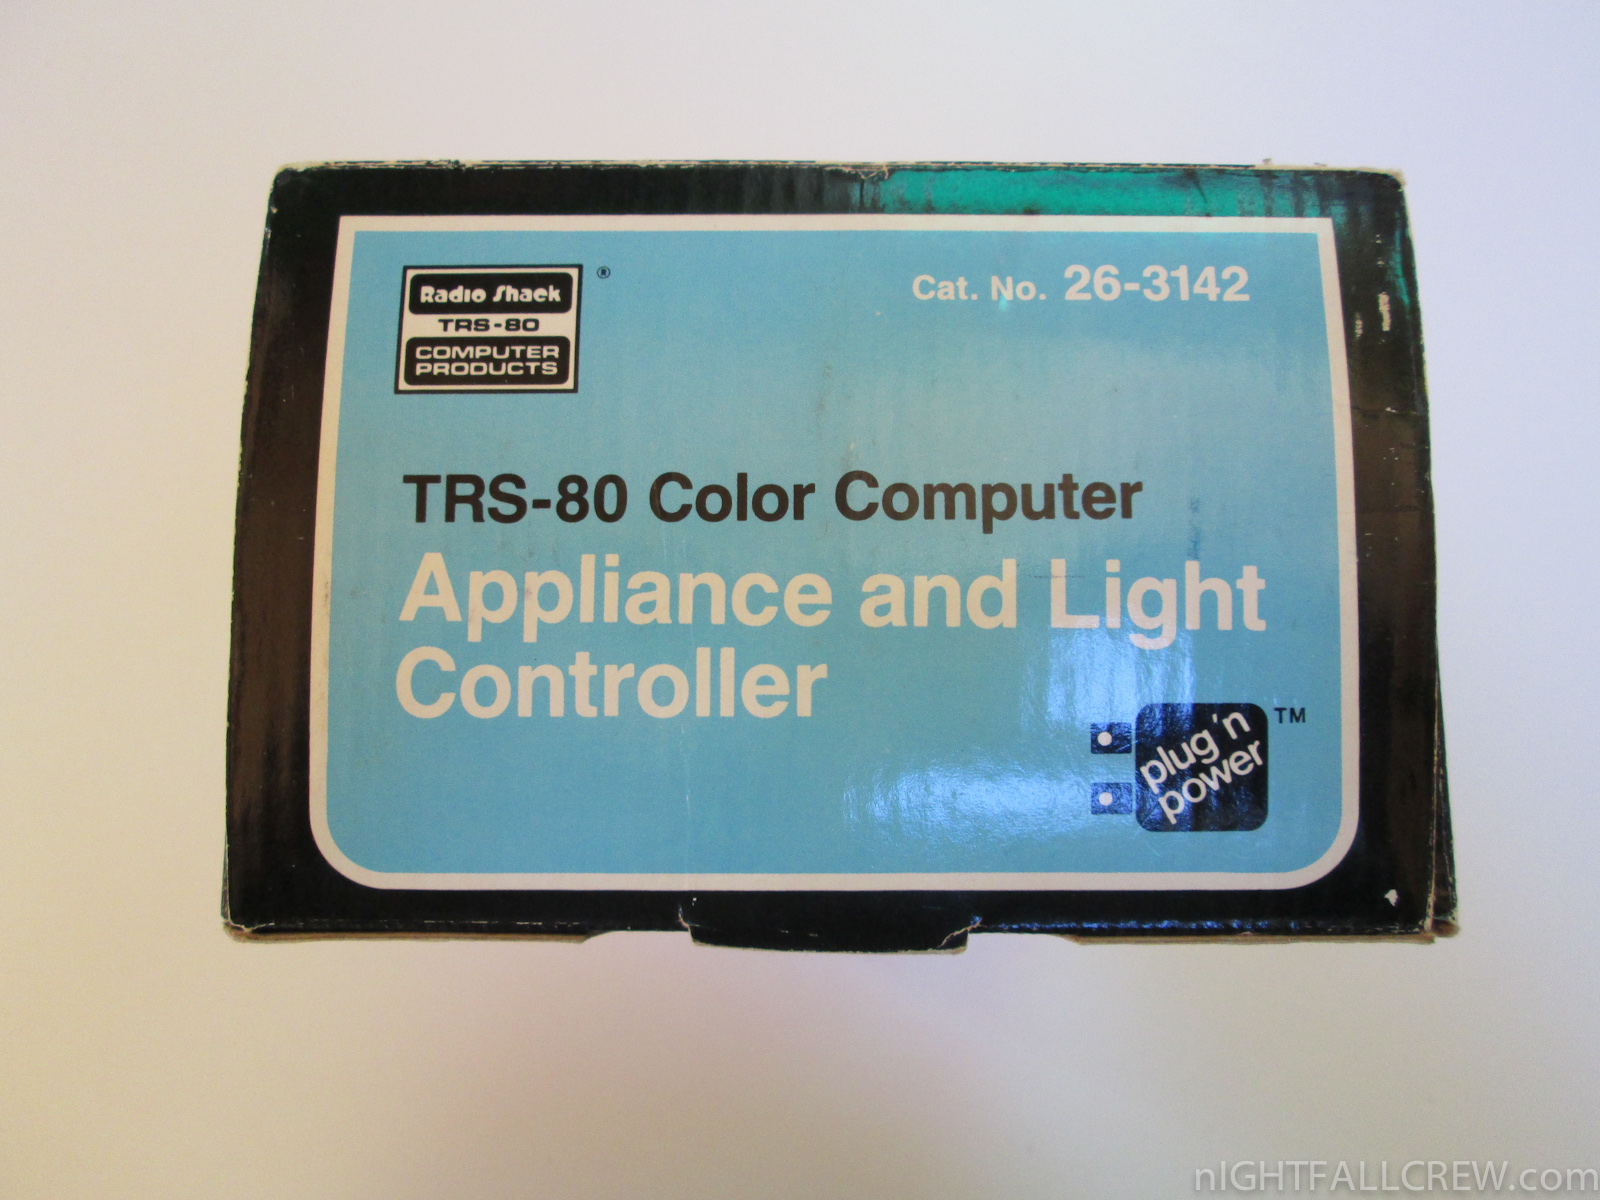 Radio Shack ®
TRS-80
COMPUTER
PRODUCTS
Cat. No. 26-3142
TRS-80 Color Computer
Appliance and Light
Controller
plug 'n
power TM
nIGHTFALLCREW.com